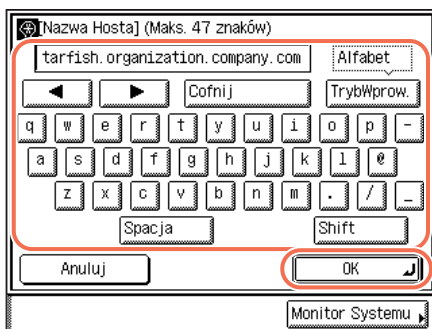 [Nazwa Hosta] (Maks. 47 znaków)
tarfish.organization.company.com Alfabet
Cofnij TrybWprow.
q w e r t y u i o p -
a s d f g h j k l @
z x c v b n m . / _
Spacja Shift
Anuluj OK
Monitor Systemu